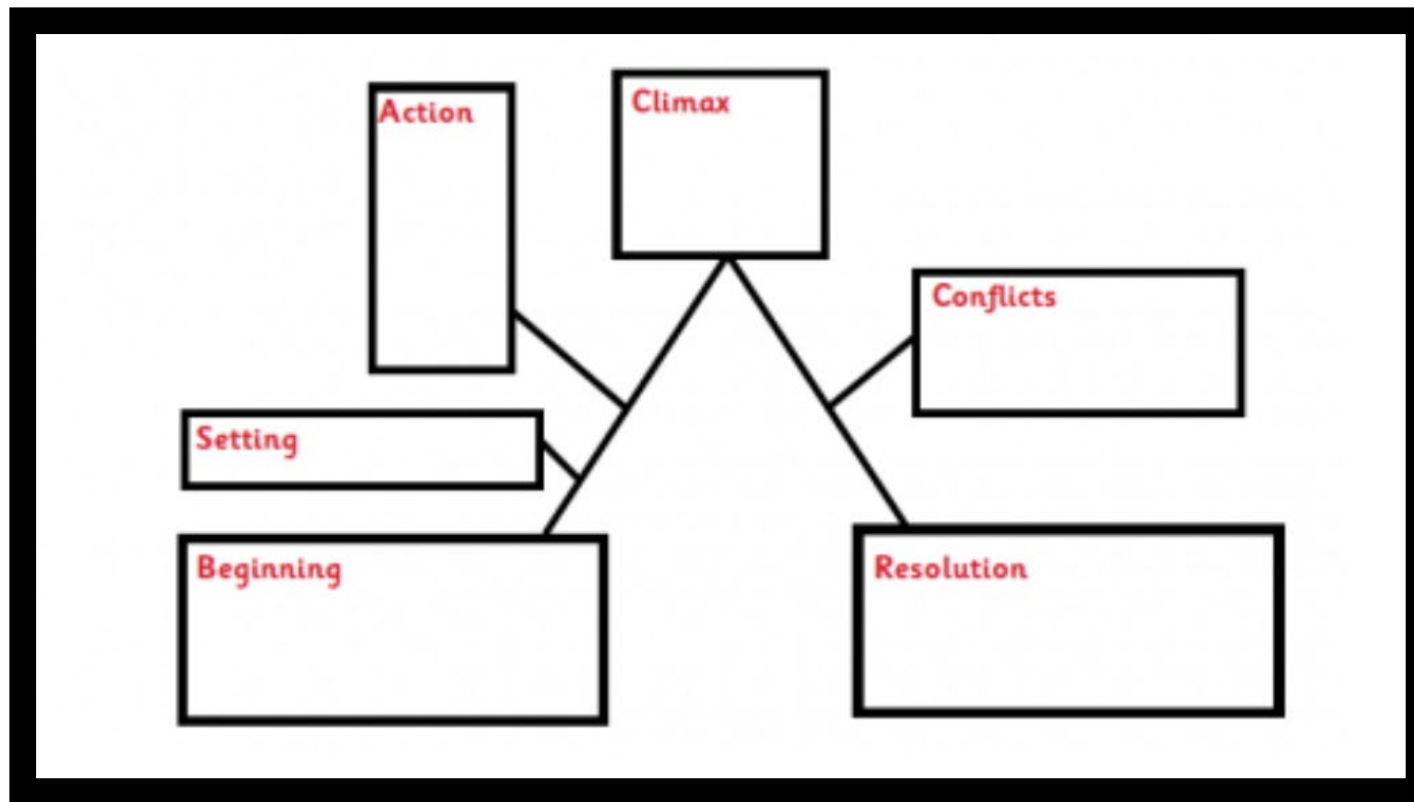 Action
Climax
Conflicts
Setting
Beginning
Resolution